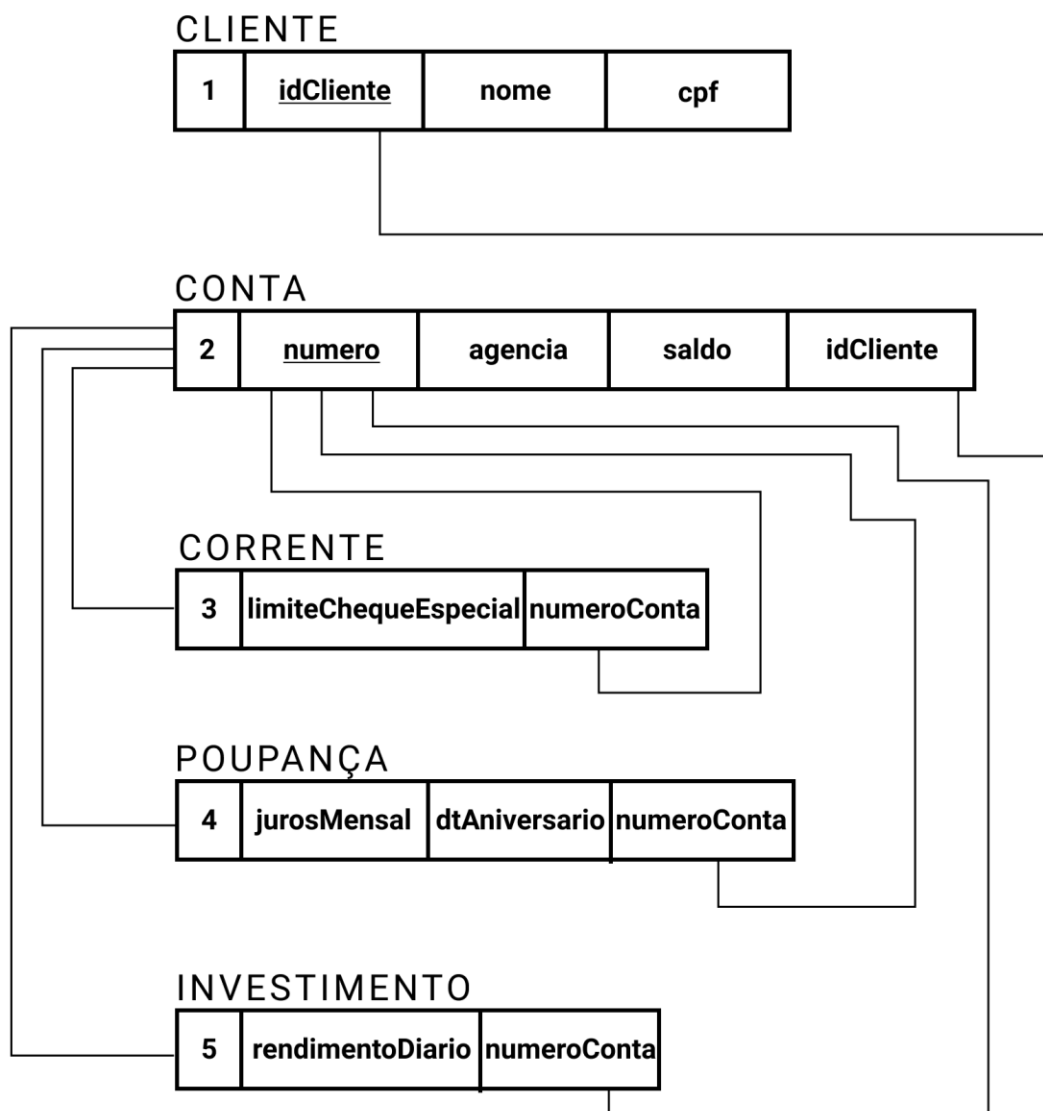 CLIENTE
1 idCliente nome cpf
CONTA
2 numero agencia saldo idCliente
CORRENTE
3 limiteChequeEspecial numeroConta
POUPANÇA
4 jurosMensal dtAniversario numeroConta
INVESTIMENTO
5 rendimentoDiario numeroConta